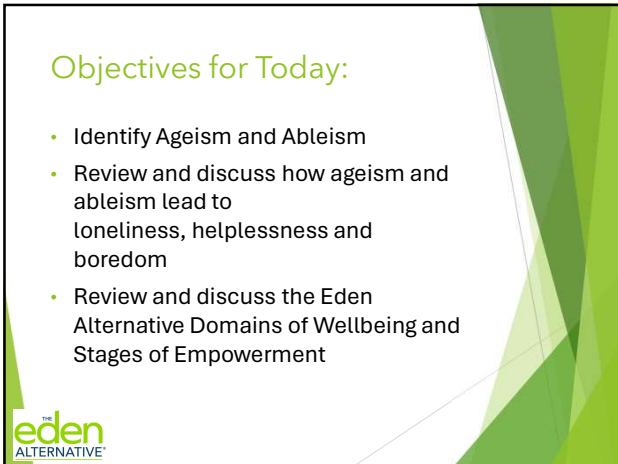 Objectives for Today:
• Identify Ageism and Ableism
• Review and discuss how ageism and
ableism lead to
loneliness, helplessness and
boredom
• Review and discuss the Eden
Alternative Domains of Wellbeing and
Stages of Empowerment
THE
eden
ALTERNATIVE®